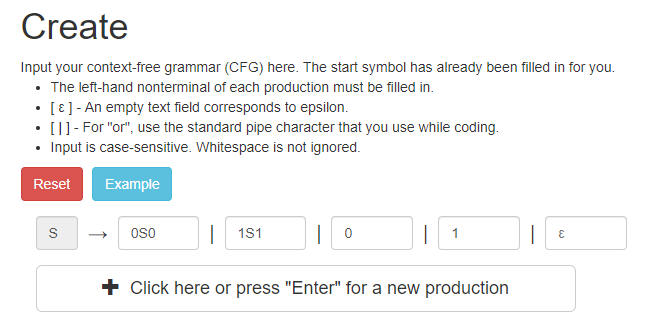 Create
Input your context-free grammar (CFG) here. The start symbol has already been filled in for you.
• The left-hand nonterminal of each production must be filled in.
• [ ε ] - An empty text field corresponds to epsilon.
• [ | ] - For "or", use the standard pipe character that you use while coding.
• Input is case-sensitive. Whitespace is not ignored.
Reset Example
S → 0S0 | 1S1 | 0 | 1 | ε
+ Click here or press "Enter" for a new production